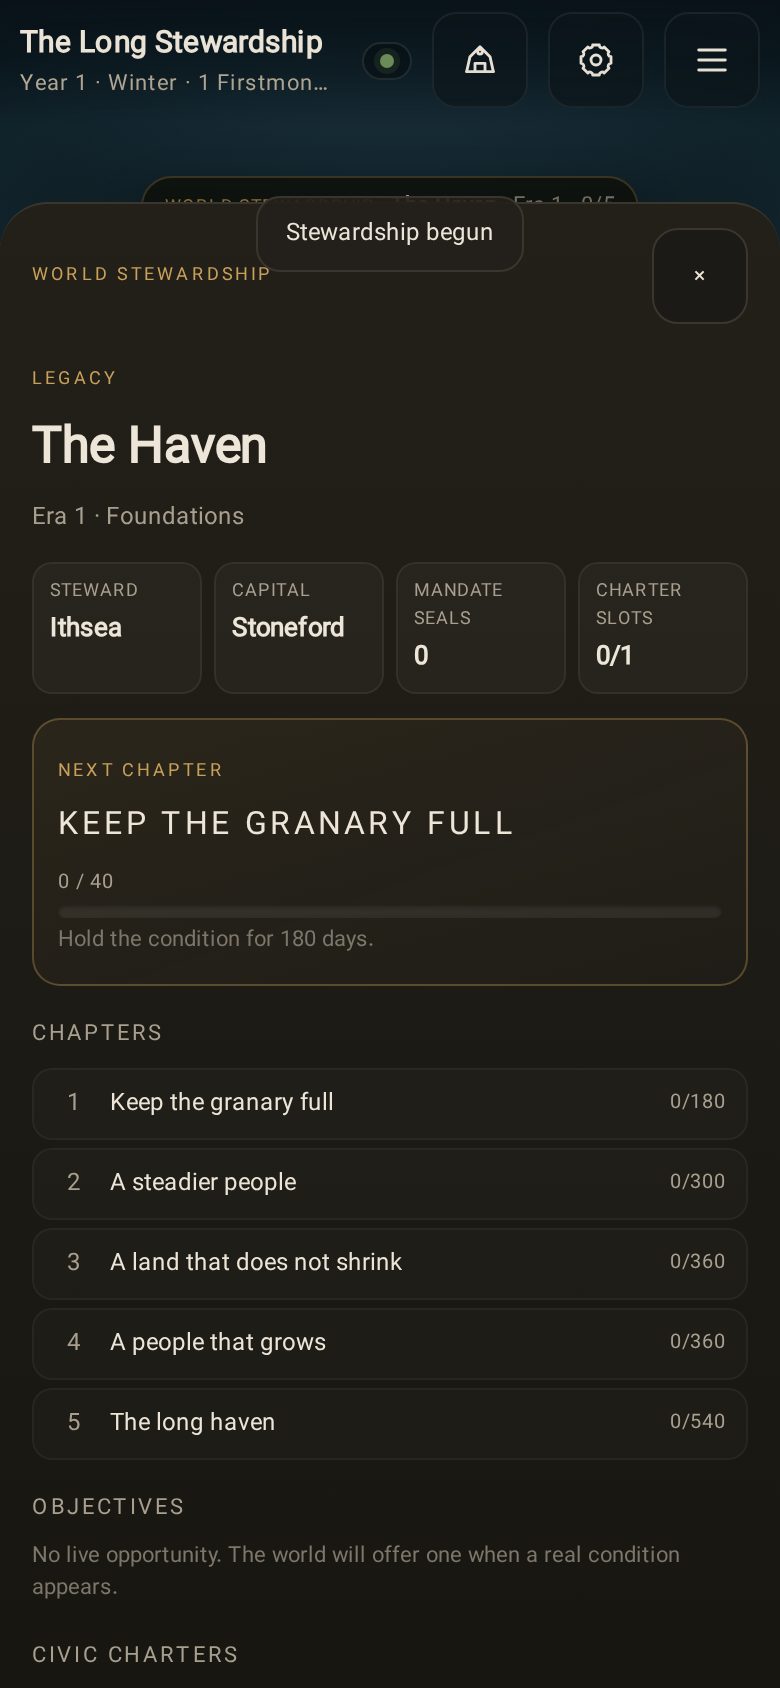 The Long Stewardship
Year 1 · Winter · 1 Firstmon…
Stewardship begun
WORLD STEWARDSHIP
×
LEGACY
The Haven
Era 1 · Foundations
STEWARD
Ithsea
CAPITAL
Stoneford
MANDATE
SEALS
0
CHARTER
SLOTS
0/1
NEXT CHAPTER
KEEP THE GRANARY FULL
0 / 40
Hold the condition for 180 days.
CHAPTERS
1 Keep the granary full 0/180
2 A steadier people 0/300
3 A land that does not shrink 0/360
4 A people that grows 0/360
5 The long haven 0/540
OBJECTIVES
No live opportunity. The world will offer one when a real condition
appears.
CIVIC CHARTERS